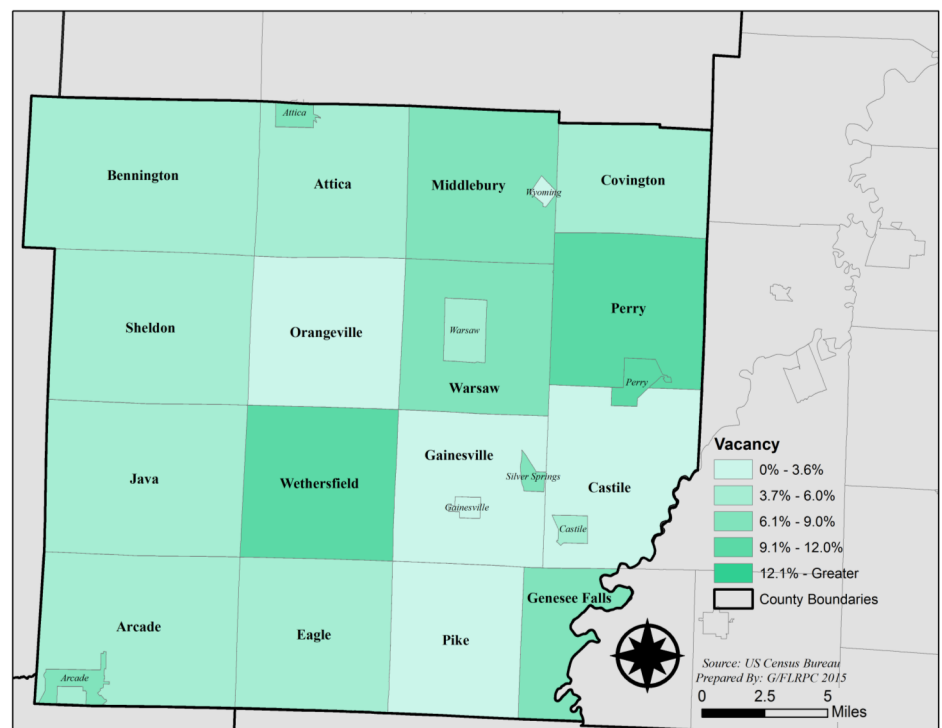 Attica
Bennington
Attica
Middlebury
Wyoming
Covington
Sheldon
Orangeville
Warsaw
Warsaw
Perry
Perry
Java
Wethersfield
Gainesville
Silver Springs
Gainesville
Castile
Castile
Arcade
Arcade
Eagle
Pike
Genesee Falls
Vacancy
0% - 3.6%
3.7% - 6.0%
6.1% - 9.0%
9.1% - 12.0%
12.1% - Greater
County Boundaries
Source: US Census Bureau
Prepared By: G/FLRPC 2015
0 2.5 5
Miles